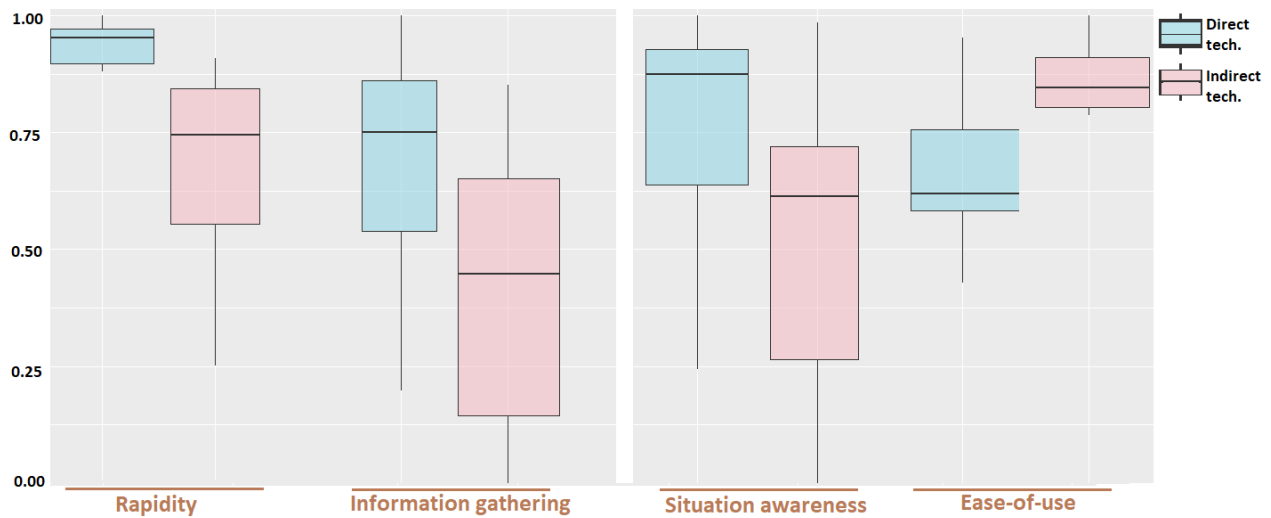 1.00
0.75
0.50
0.25
0.00
Rapidity
Information gathering
Situation awareness
Ease-of-use
Direct
tech.
Indirect
tech.